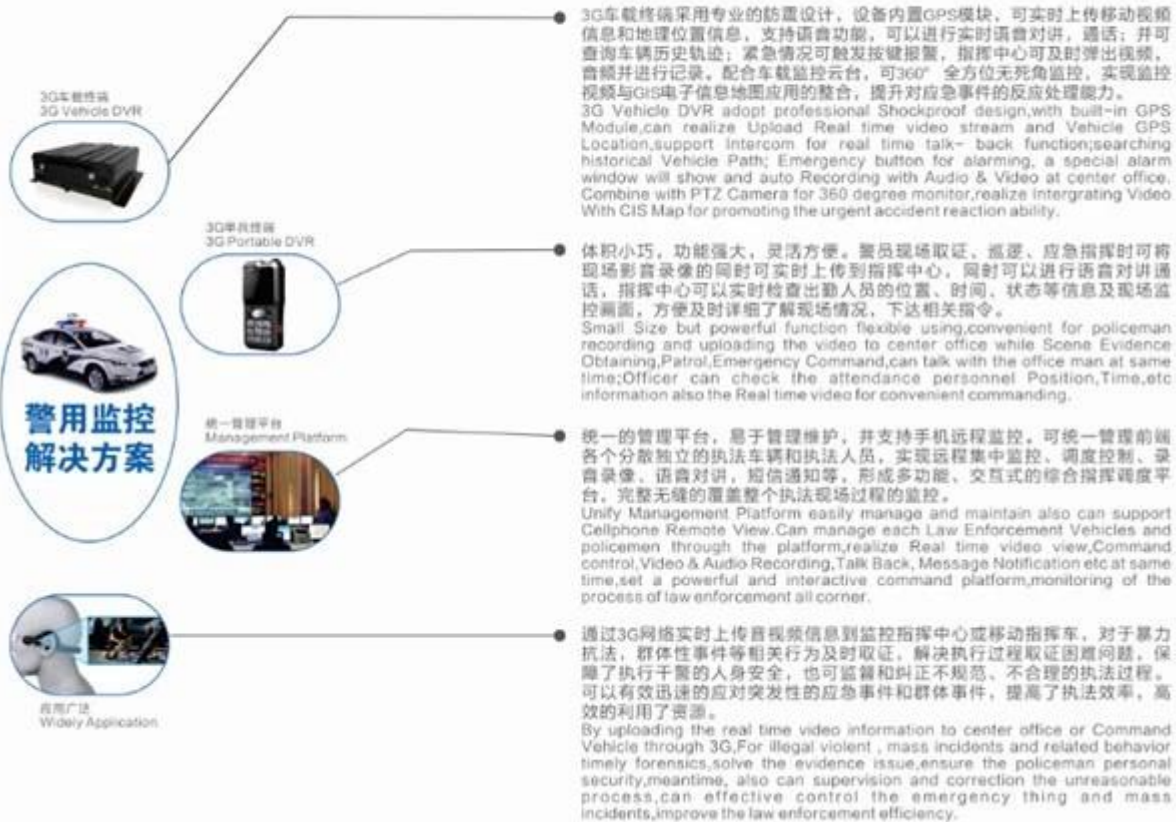 3G车载终端
3G Vehicle DVR
3G车载终端采用专业的防震设计，设备内置GPS模块，可实时上传移动视频
信息和地理位置信息，支持语音功能，可以进行实时语音对讲，通话；并可
查询车辆历史轨迹；紧急情况可触发按键报警，指挥中心可及时弹出视频，
音频并进行记录。配合车载监控云台，可360° 全方位无死角监控，实现监控
视频与GIS电子信息地图应用的整合，提升对应急事件的反应处理能力。
3G Vehicle DVR adopt professional Shockproof design,with built-in GPS
Module,can realize Upload Real time video stream and Vehicle GPS
Location,support Intercom for real time talk- back function;searching
historical Vehicle Path; Emergency button for alarming, a special alarm
window will show and auto Recording with Audio & Video at center office.
Combine with PTZ Camera for 360 degree monitor,realize Intergrating Video
With CIS Map for promoting the urgent accident reaction ability.
3G单兵终端
3G Portable DVR
体积小巧，功能强大，灵活方便。警员现场取证、巡逻、应急指挥时可将
现场影音录像的同时可实时上传到指挥中心，同时可以进行语音对讲通
话，指挥中心可以实时检查出勤人员的位置、时间、状态等信息及现场监
控画面，方便及时详细了解现场情况，下达相关指令。
Small Size but powerful function flexible using,convenient for policeman
recording and uploading the video to center office while Scene Evidence
Obtaining,Patrol,Emergency Command,can talk with the office man at same
time;Officer can check the attendance personnel Position,Time,etc
information also the Real time video for convenient commanding.
警用监控
解决方案
统一管理平台
Management Platform
统一的管理平台，易于管理维护，并支持手机远程监控。可统一管理前端
各个分散独立的执法车辆和执法人员，实现远程集中监控、调度控制、录
音录像、语音对讲，短信通知等，形成多功能、交互式的综合指挥调度平
台，完整无缝的覆盖整个执法现场过程的监控。
Unify Management Platform easily manage and maintain also can support
Cellphone Remote View.Can manage each Law Enforcement Vehicles and
policemen through the platform,realize Real time video view,Command
control,Video & Audio Recording,Talk Back, Message Notification etc at same
time,set a powerful and interactive command platform,monitoring of the
process of law enforcement all corner.
应用广泛
Widely Application
通过3G网络实时上传音视频信息到监控指挥中心或移动指挥车，对于暴力
抗法，群体性事件等相关行为及时取证，解决执行过程取证困难问题，保
障了执行干警的人身安全，也可监督和纠正不规范、不合理的执法过程。
可以有效迅速的应对突发性的应急事件和群体事件，提高了执法效率，高
效的利用了资源。
By uploading the real time video information to center office or Command
Vehicle through 3G,For illegal violent , mass incidents and related behavior
timely forensics,solve the evidence issue,ensure the policeman personal
security,meantime, also can supervision and correction the unreasonable
process,can effective control the emergency thing and mass
incidents,improve the law enforcement efficiency.